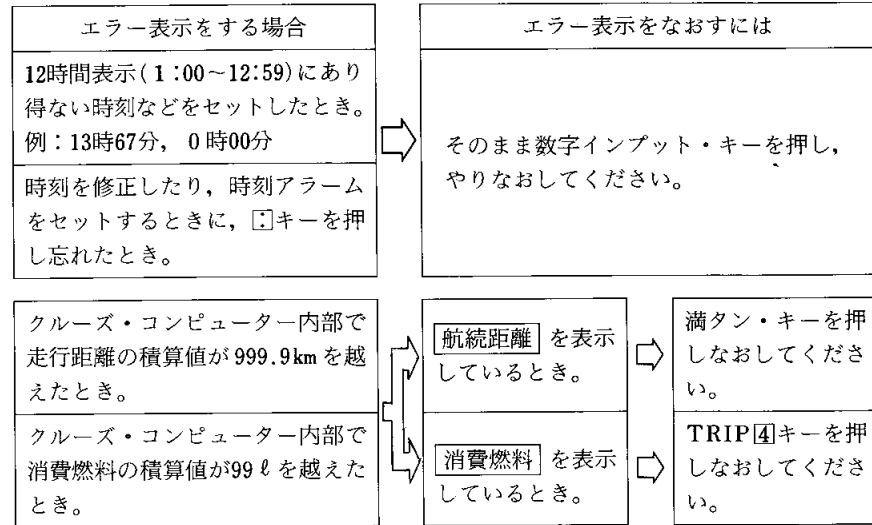 エラー表示をする場合
12時間表示(1:00~12:59)にあり
得ない時刻などをセットしたとき。
例:13時67分, 0時00分
時刻を修正したり,時刻アラーム
をセットするときに,:キーを押
し忘れたとき。
エラー表示をなおすには
そのまま数字インプット・キーを押し,
やりなおしてください。
クルーズ・コンピューター内部で
走行距離の積算値が999.9kmを越
えたとき。
クルーズ・コンピューター内部で
消費燃料の積算値が99ℓを越えた
とき。
航続距離 を表示
しているとき。
満タン・キーを押
しなおしてくださ
い。
消費燃料 を表示
しているとき。
TRIP4キーを押
しなおしてくださ
い。